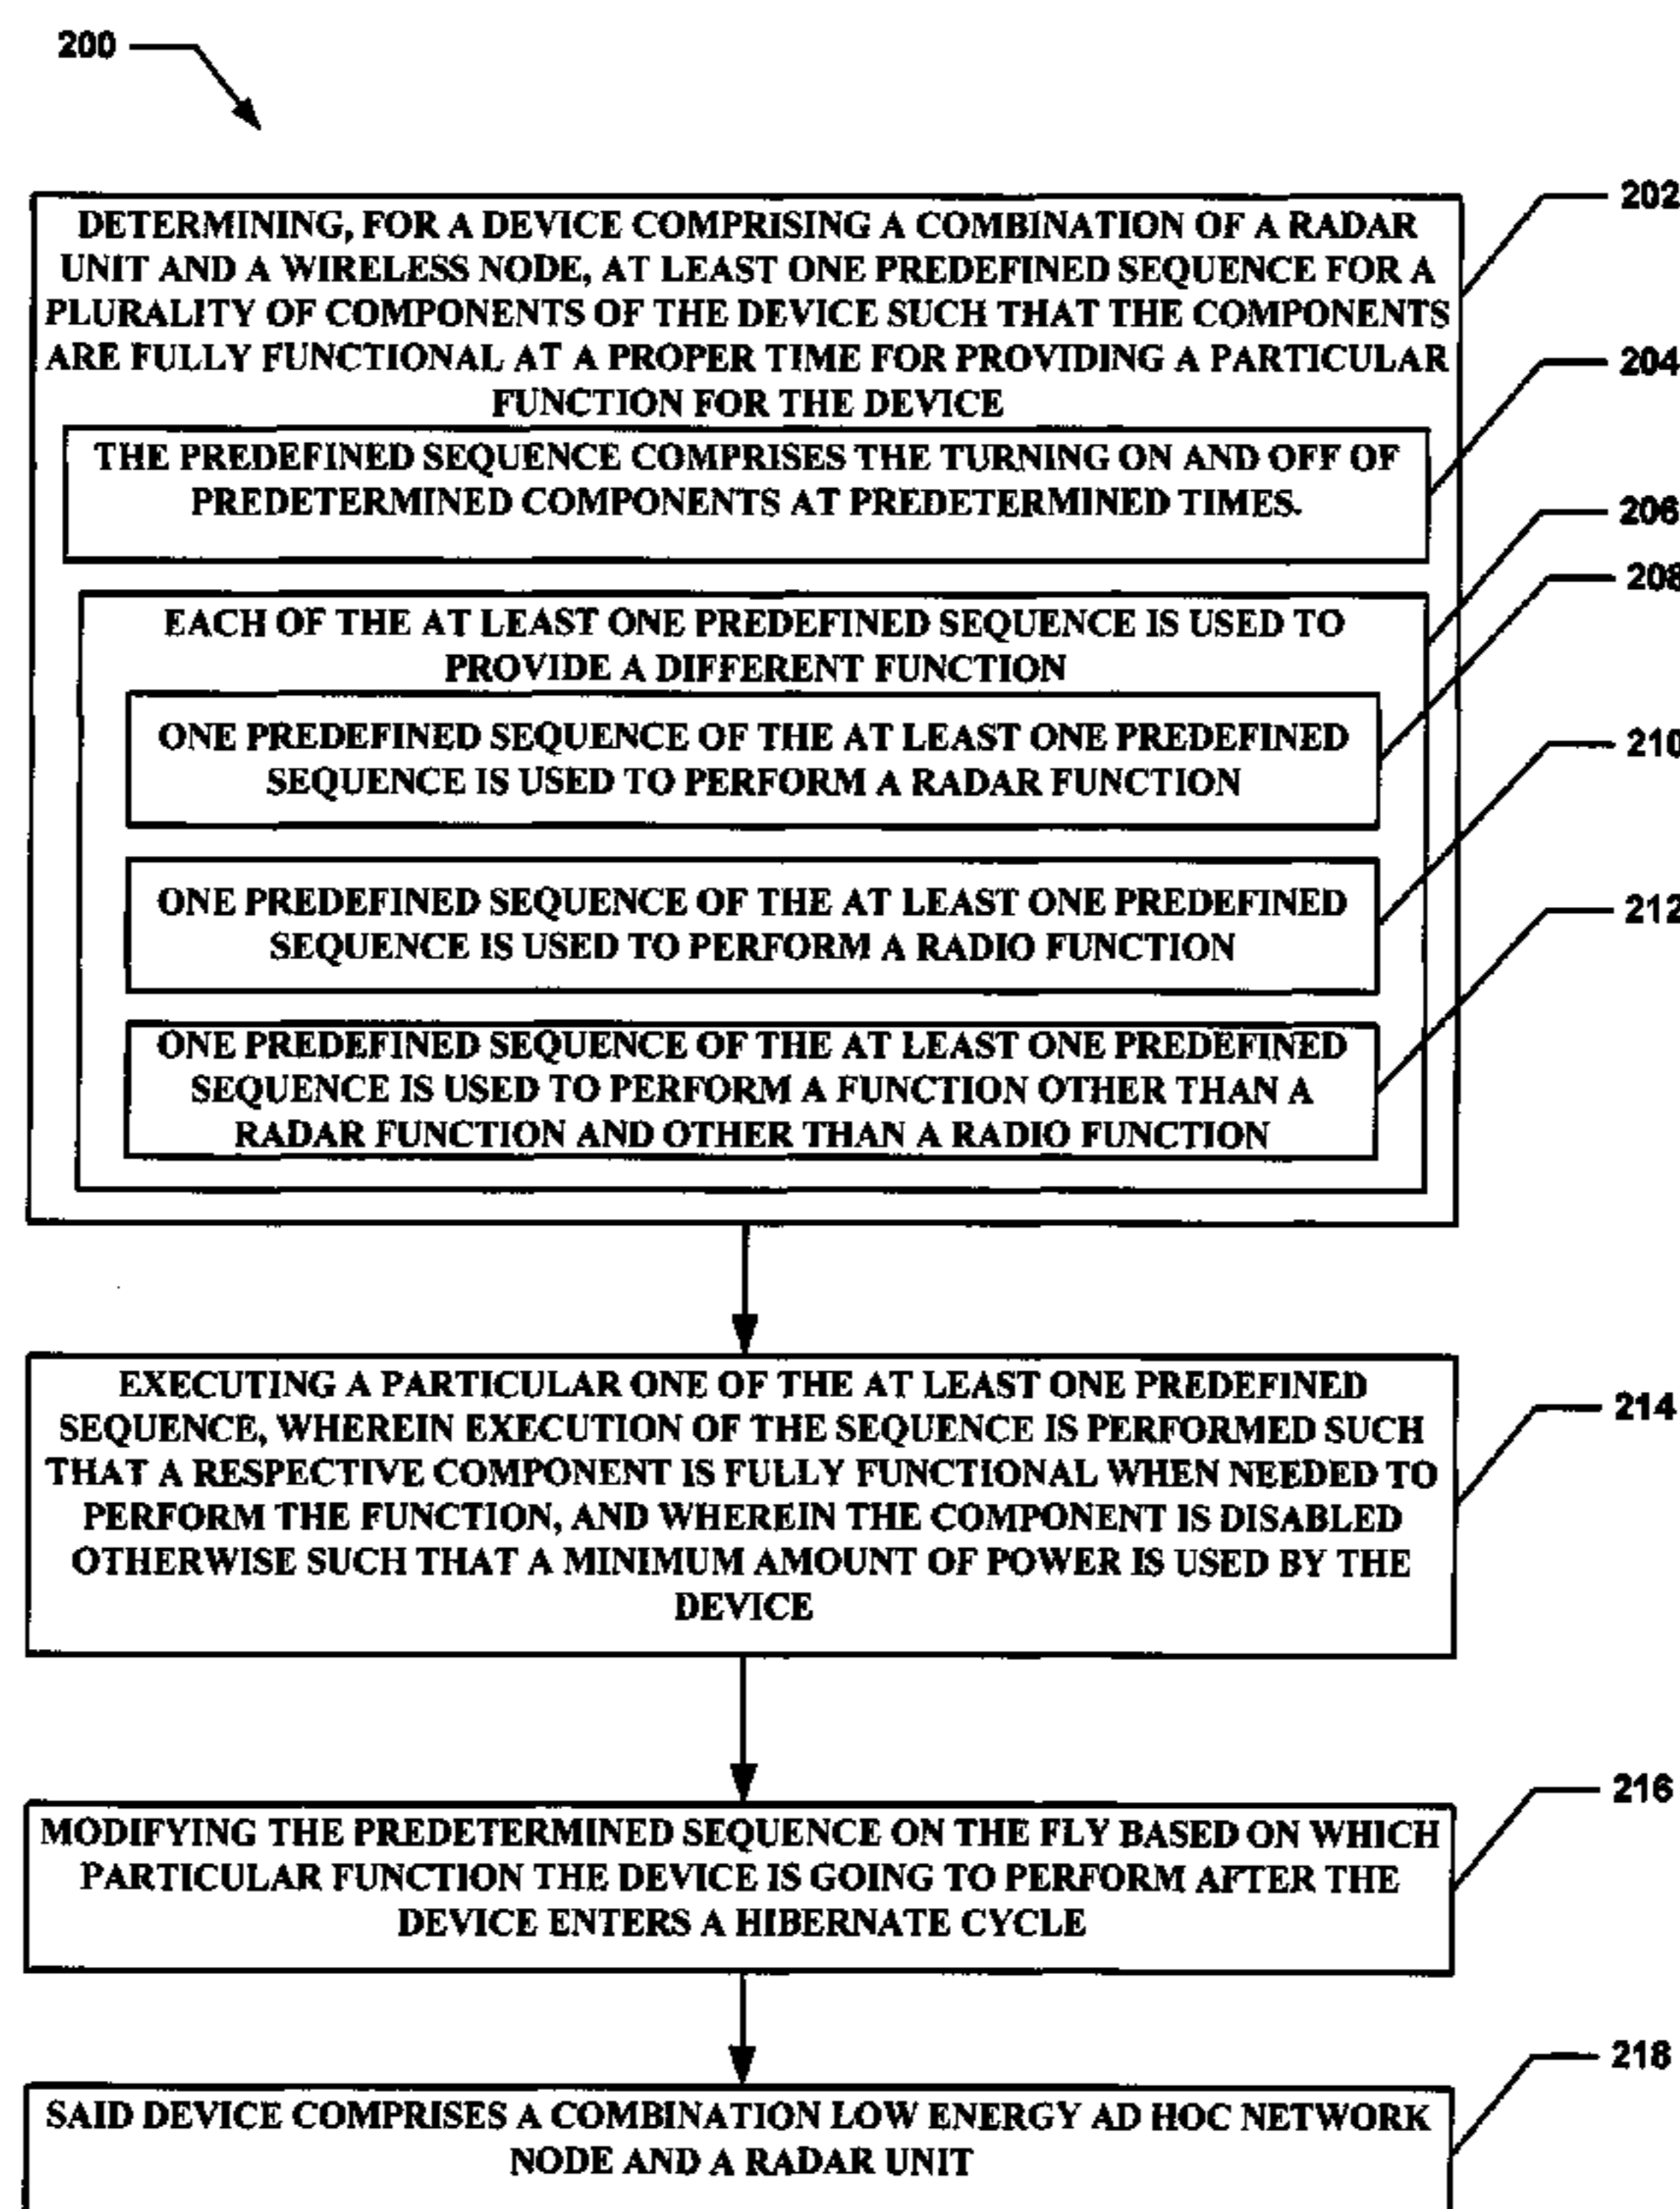 200
202
DETERMINING, FOR A DEVICE COMPRISING A COMBINATION OF A RADAR
UNIT AND A WIRELESS NODE, AT LEAST ONE PREDEFINED SEQUENCE FOR A
PLURALITY OF COMPONENTS OF THE DEVICE SUCH THAT THE COMPONENTS
ARE FULLY FUNCTIONAL AT A PROPER TIME FOR PROVIDING A PARTICULAR
FUNCTION FOR THE DEVICE
204
THE PREDEFINED SEQUENCE COMPRISES THE TURNING ON AND OFF OF
PREDETERMINED COMPONENTS AT PREDETERMINED TIMES.
206
EACH OF THE AT LEAST ONE PREDEFINED SEQUENCE IS USED TO
PROVIDE A DIFFERENT FUNCTION
208
ONE PREDEFINED SEQUENCE OF THE AT LEAST ONE PREDEFINED
SEQUENCE IS USED TO PERFORM A RADAR FUNCTION
210
ONE PREDEFINED SEQUENCE OF THE AT LEAST ONE PREDEFINED
SEQUENCE IS USED TO PERFORM A RADIO FUNCTION
212
ONE PREDEFINED SEQUENCE OF THE AT LEAST ONE PREDEFINED
SEQUENCE IS USED TO PERFORM A FUNCTION OTHER THAN A
RADAR FUNCTION AND OTHER THAN A RADIO FUNCTION
214
EXECUTING A PARTICULAR ONE OF THE AT LEAST ONE PREDEFINED
SEQUENCE, WHEREIN EXECUTION OF THE SEQUENCE IS PERFORMED SUCH
THAT A RESPECTIVE COMPONENT IS FULLY FUNCTIONAL WHEN NEEDED TO
PERFORM THE FUNCTION, AND WHEREIN THE COMPONENT IS DISABLED
OTHERWISE SUCH THAT A MINIMUM AMOUNT OF POWER IS USED BY THE
DEVICE
216
MODIFYING THE PREDETERMINED SEQUENCE ON THE FLY BASED ON WHICH
PARTICULAR FUNCTION THE DEVICE IS GOING TO PERFORM AFTER THE
DEVICE ENTERS A HIBERNATE CYCLE
218
SAID DEVICE COMPRISES A COMBINATION LOW ENERGY AD HOC NETWORK
NODE AND A RADAR UNIT